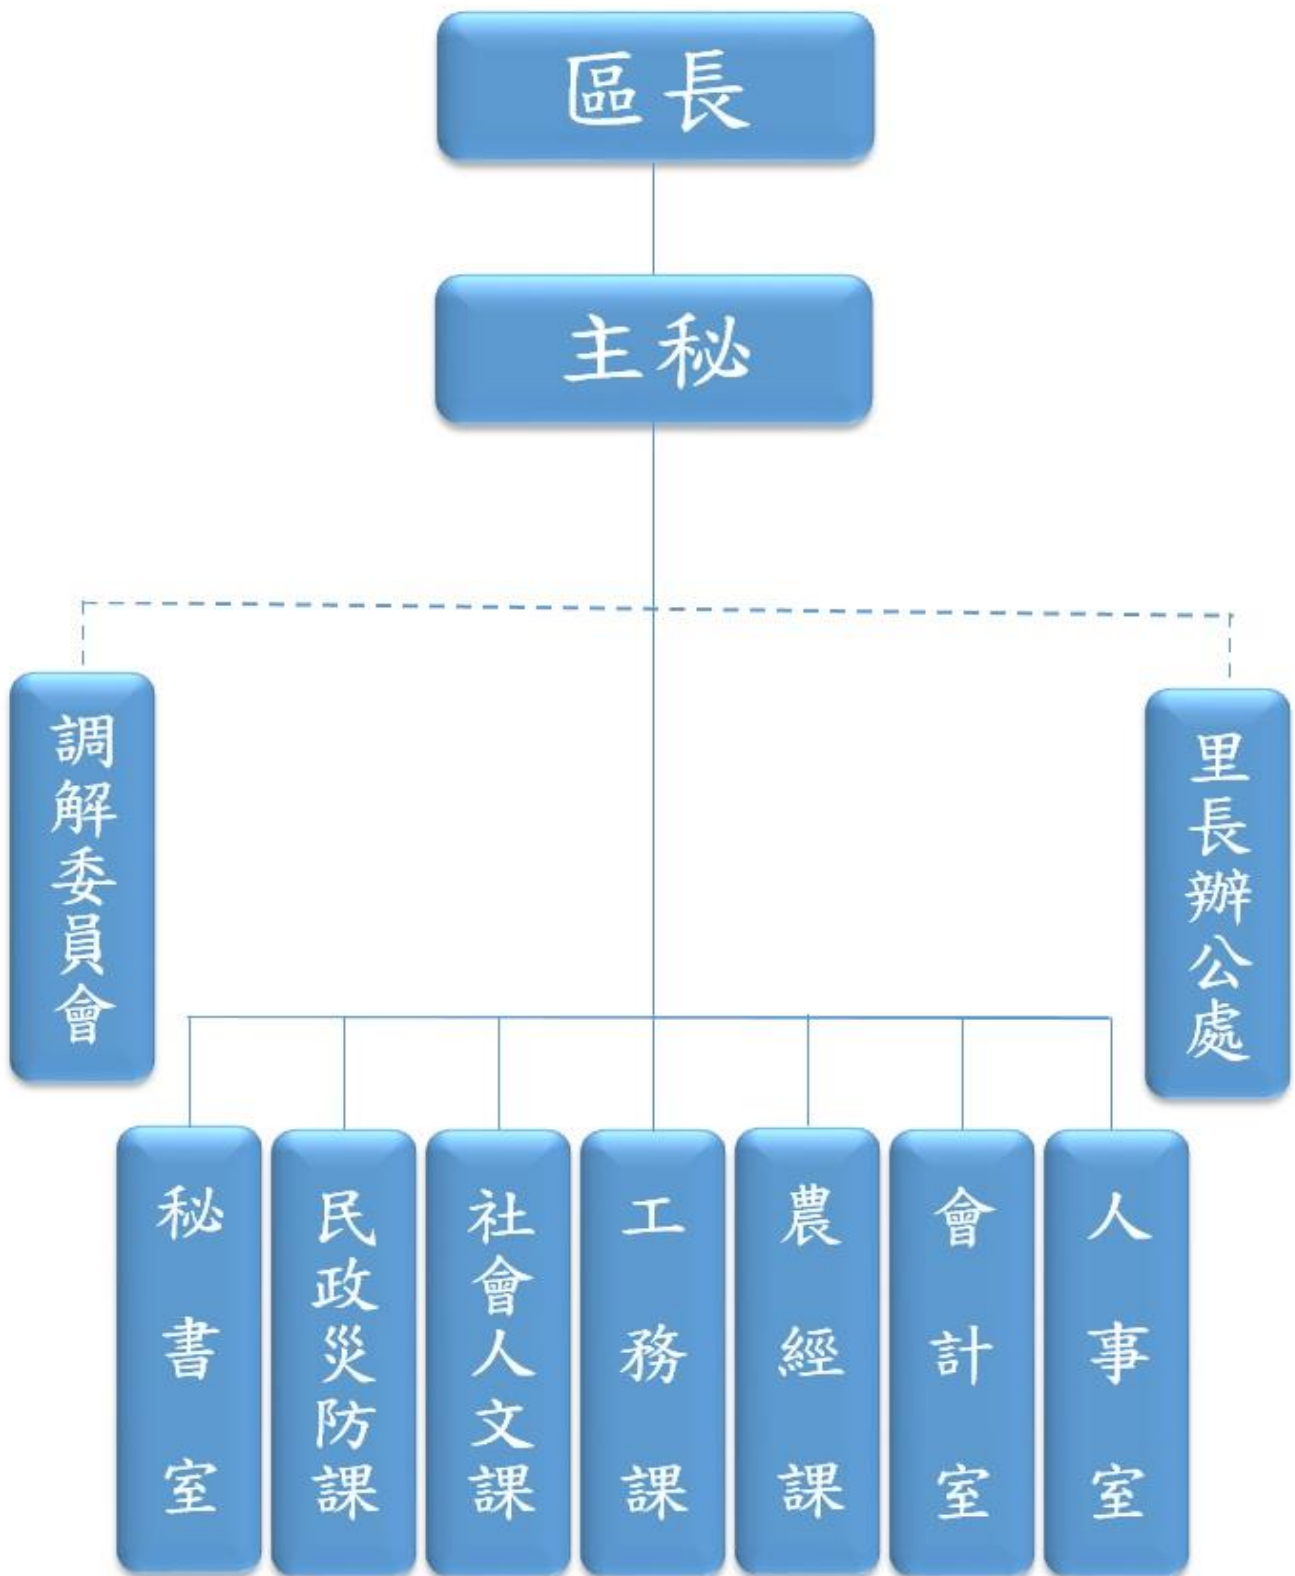 區長
主秘
調解委員會
里長辦公處
秘書室
民政災防課
社會人文課
工務課
農經課
會計室
人事室